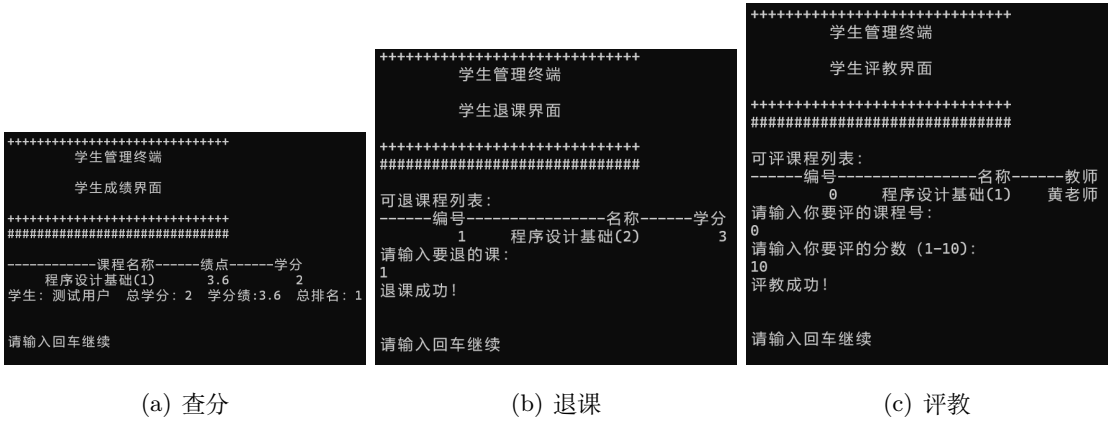 ++++++++++++++++++++++++++++++
学生管理终端
学生成绩界面
++++++++++++++++++++++++++++++
##############################
------------课程名称------绩点------学分
程序设计基础(1) 3.6 2
学生: 测试用户 总学分: 2 学分绩:3.6 总排名: 1
请输入回车继续
(a) 查分
++++++++++++++++++++++++++++++
学生管理终端
学生退课界面
++++++++++++++++++++++++++++++
##############################
可退课程列表:
------编号----------------名称------学分
1 程序设计基础(2) 3
请输入要退的课:
1
退课成功!
请输入回车继续
(b) 退课
++++++++++++++++++++++++++++++
学生管理终端
学生评教界面
++++++++++++++++++++++++++++++
##############################
可评课程列表:
------编号----------------名称------教师
0 程序设计基础(1) 黄老师
请输入你要评的课程号:
0
请输入你要评的分数 (1-10):
10
评教成功!
请输入回车继续
(c) 评教